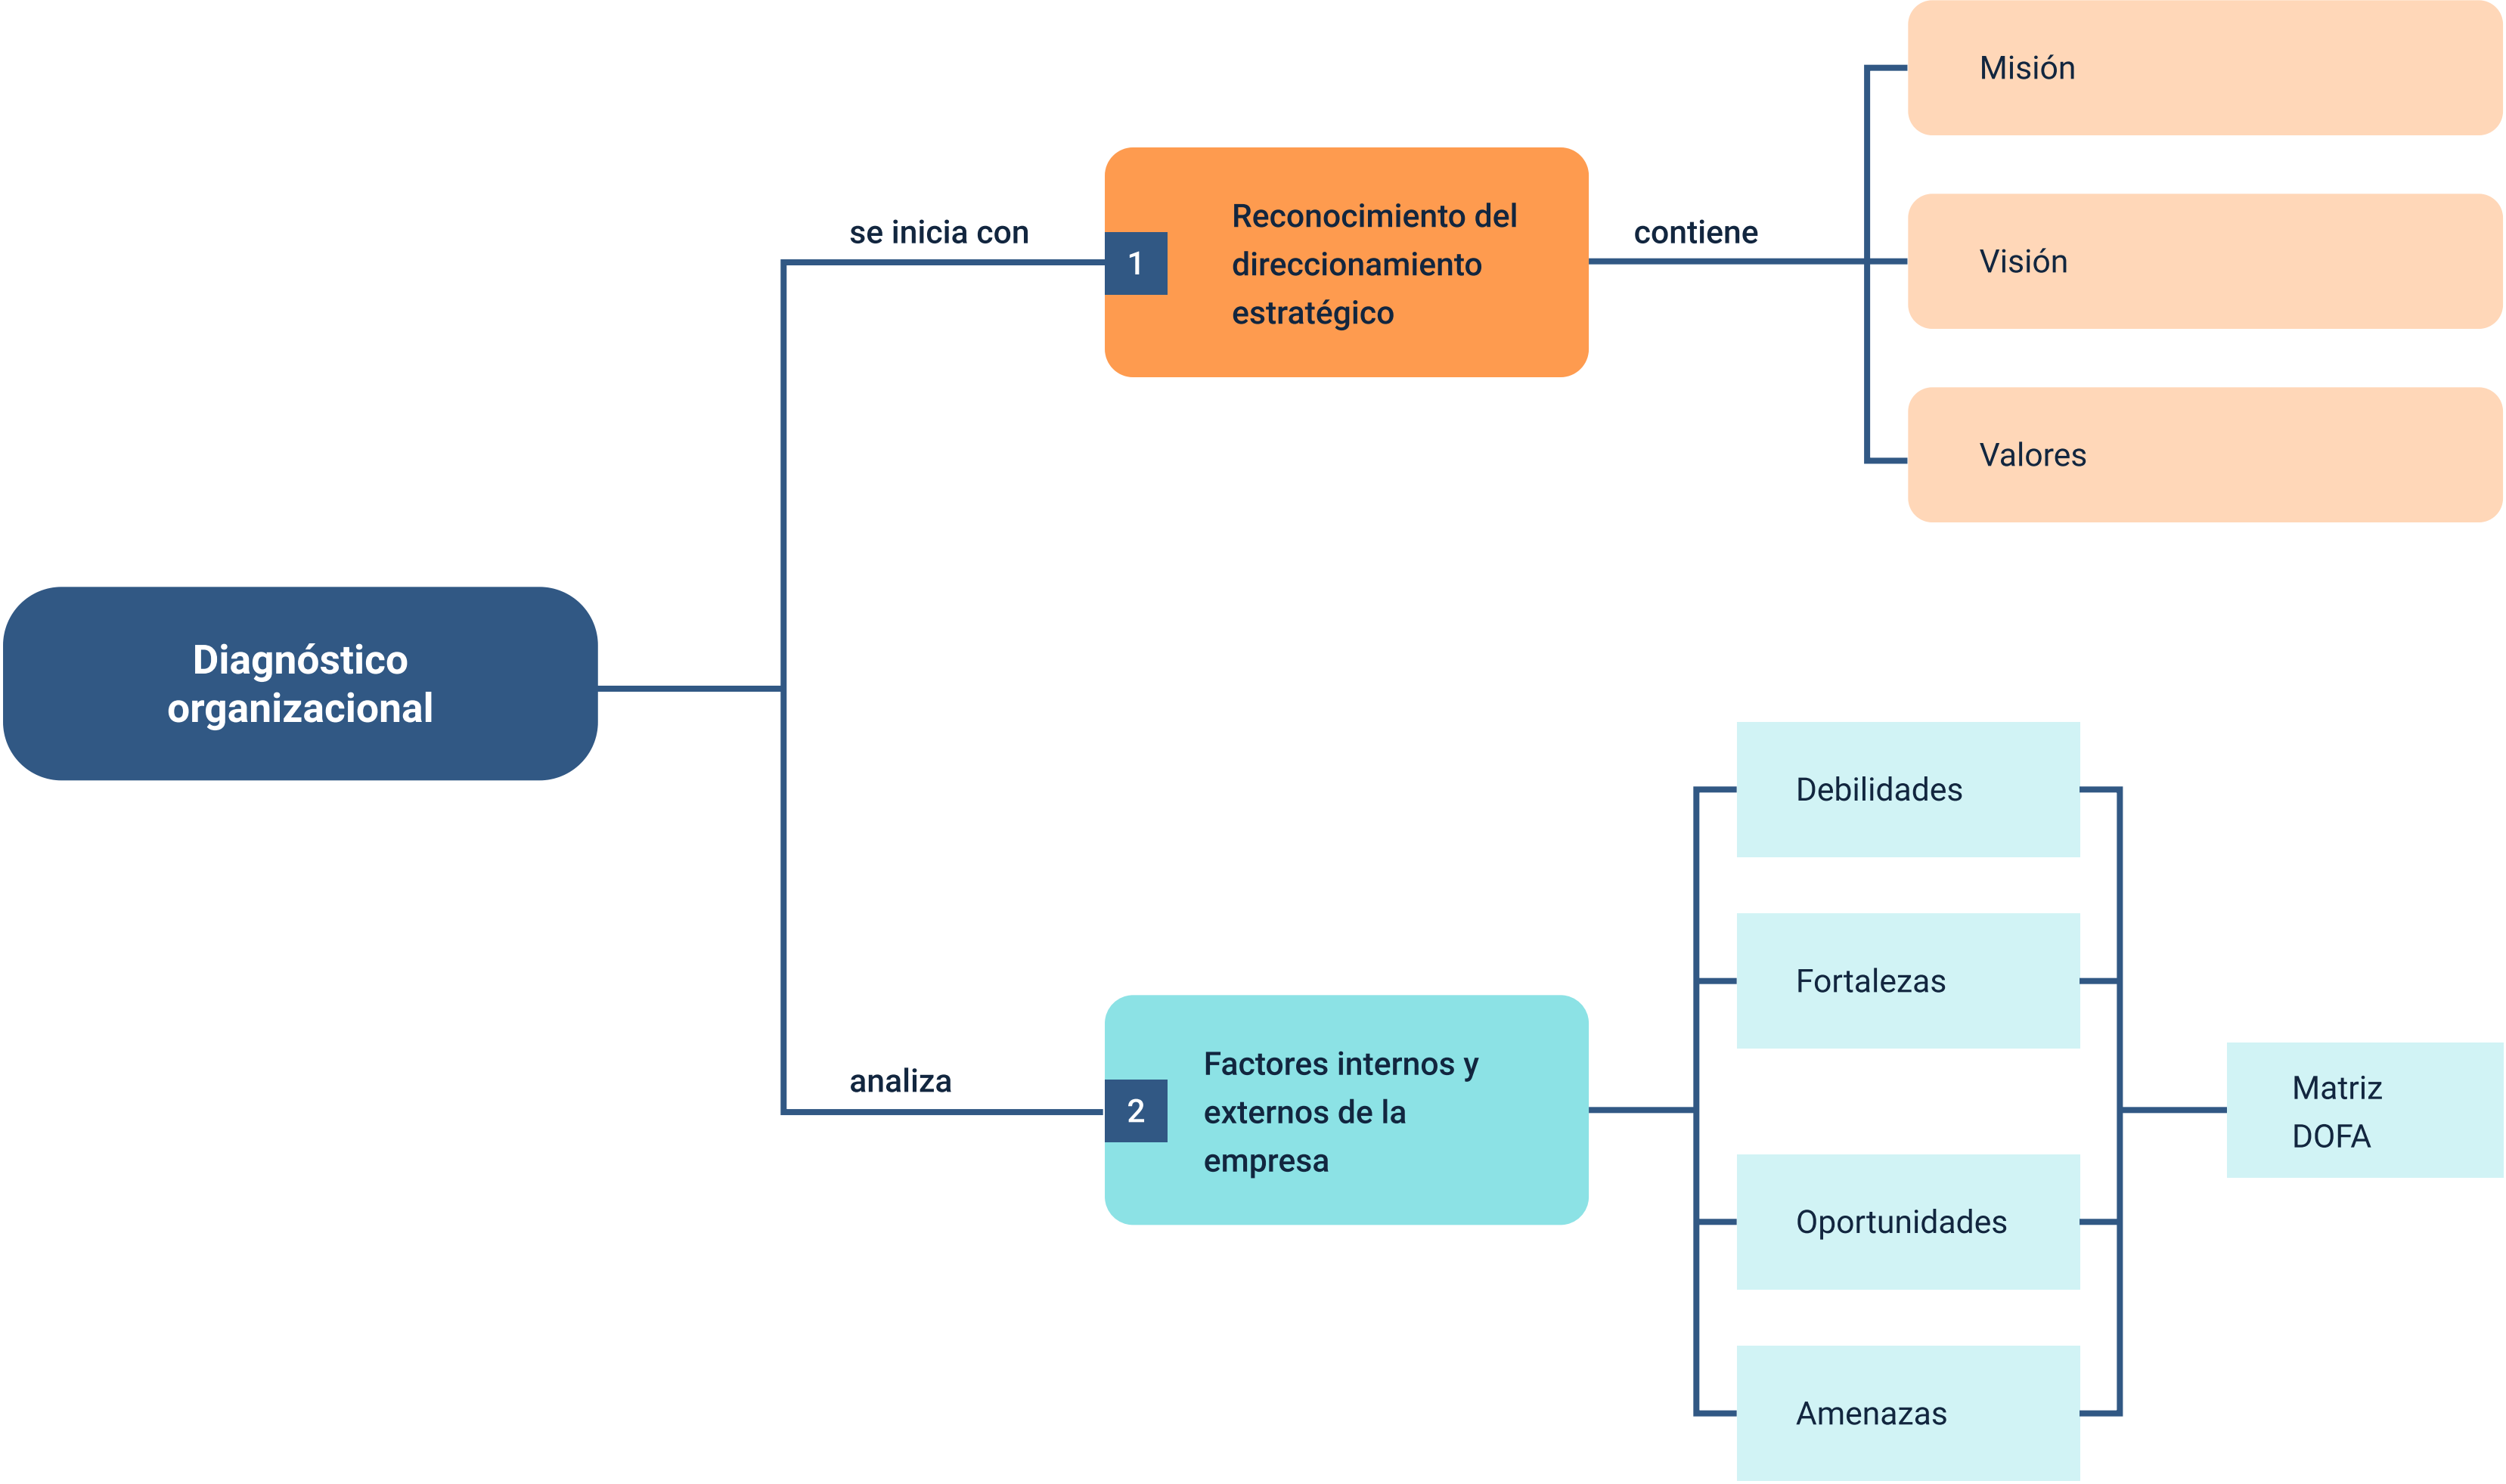 Diagnóstico
organizacional
se inicia con
1
Reconocimiento del
direccionamiento
estratégico
contiene
Misión
Visión
Valores
analiza
2
Factores internos y
externos de la
empresa
Debilidades
Fortalezas
Oportunidades
Amenazas
Matriz
DOFA